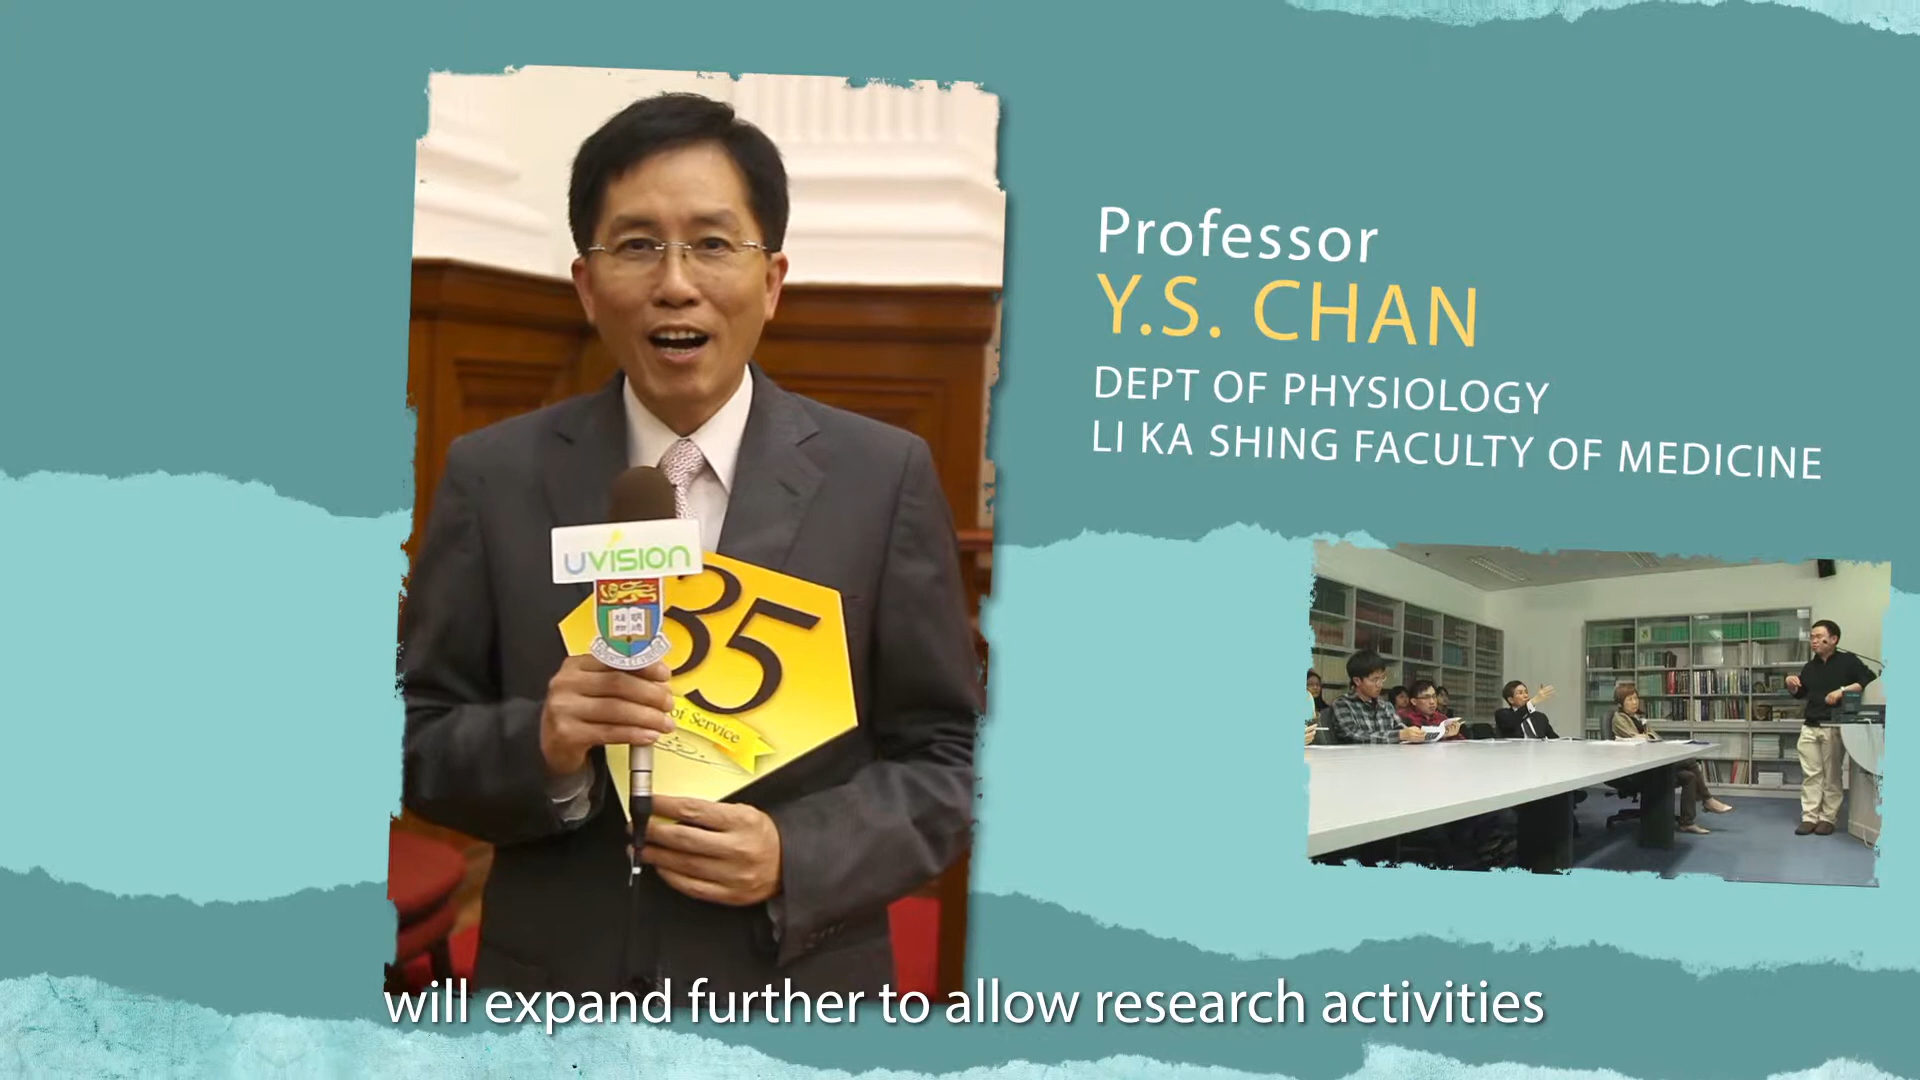 Professor
Y.S. CHAN
DEPT OF PHYSIOLOGY
LI KA SHING FACULTY OF MEDICINE
UVISION
35
of Service
will expand further to allow research activities